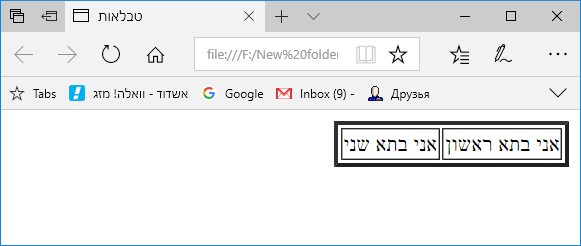 טבלאות
file:///F:/New%20folder
Tabs
אשדוד - וואלה! מזג
Google
Inbox (9) -
Друзья
אני בתא ראשון אני בתא שני